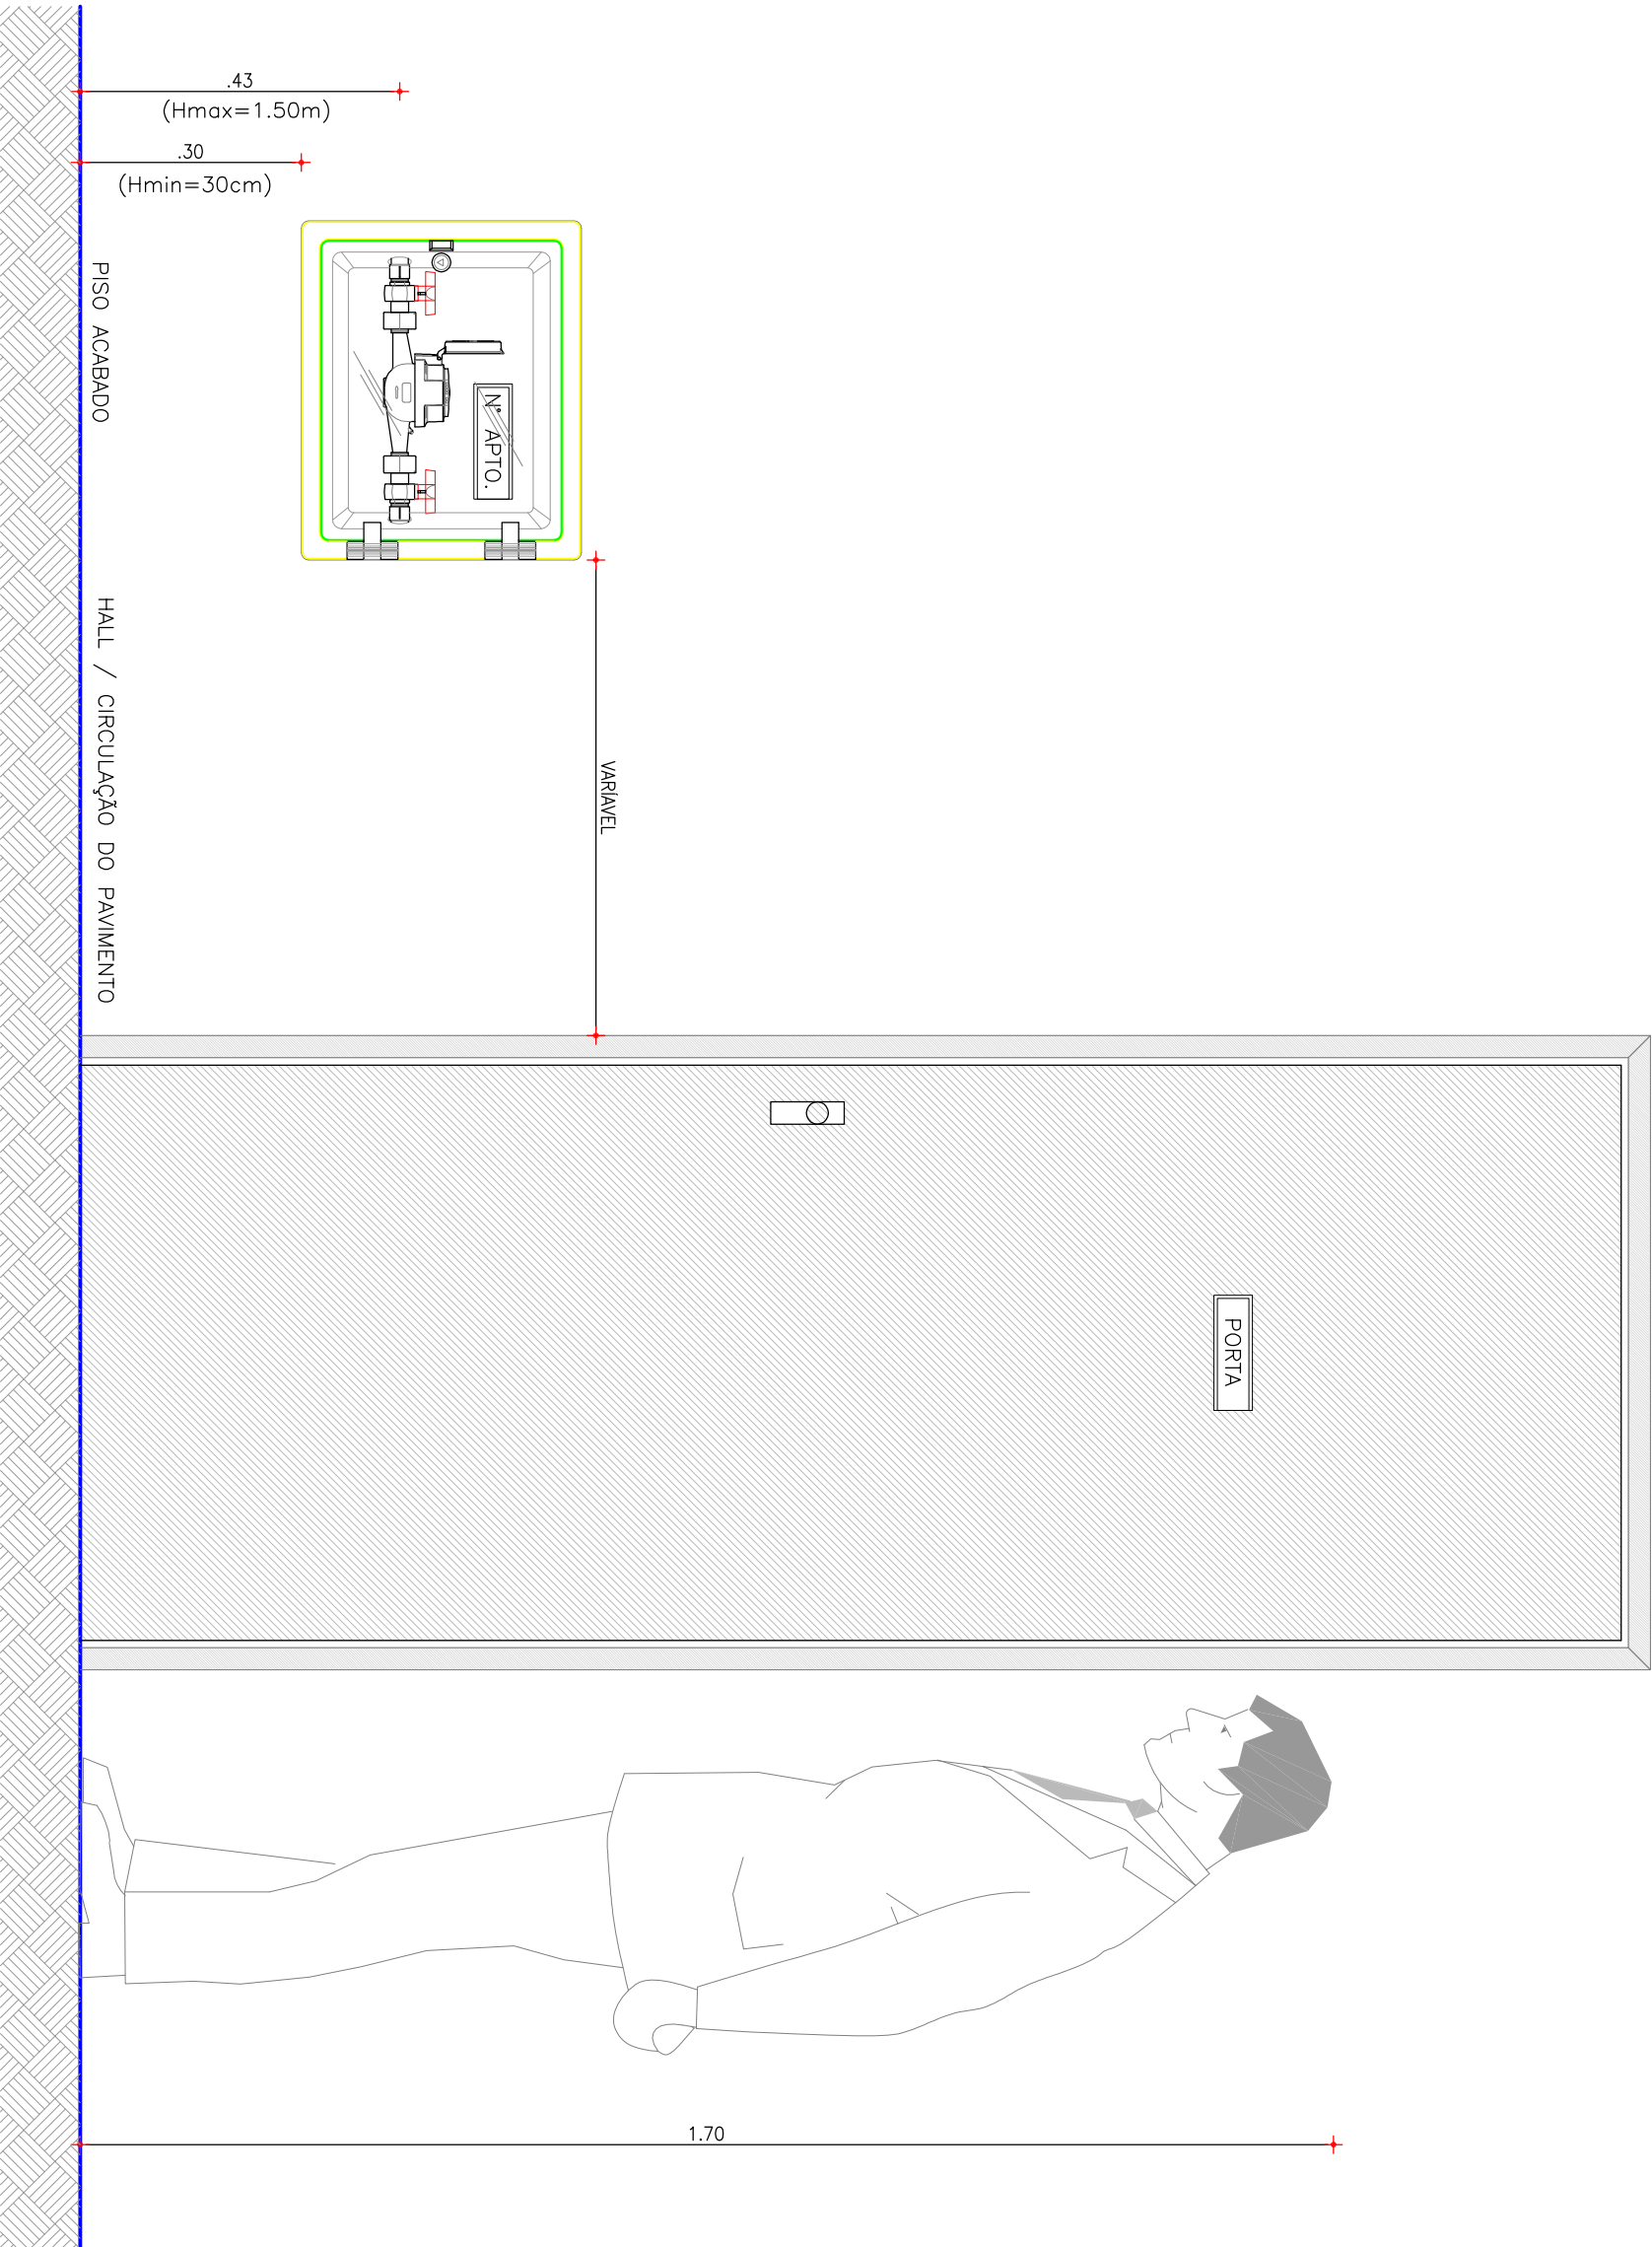 .43
(Hmax=1.50m)
.30
(Hmin=30cm)
PISO ACABADO
Nº APTO.
HALL / CIRCULAÇÃO DO PAVIMENTO
VARÍAVEL
PORTA
1.70